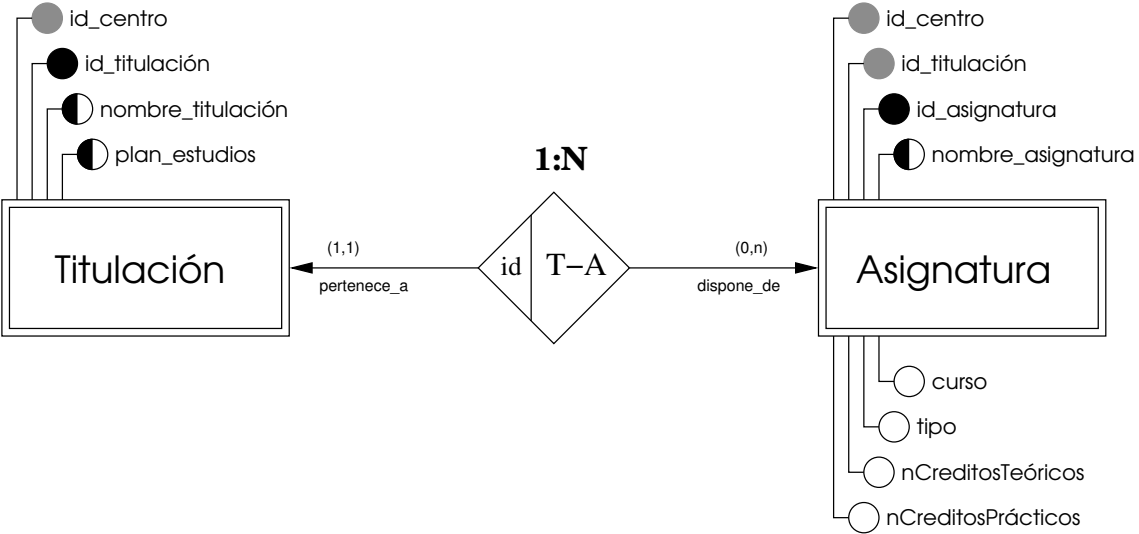 id_centro
id_titulación
nombre_titulación
plan_estudios
Titulación
1:N
(1,1)
pertenece_a
id
T–A
(0,n)
dispone_de
id_centro
id_titulación
id_asignatura
nombre_asignatura
Asignatura
curso
tipo
nCreditosTeóricos
nCreditosPrácticos